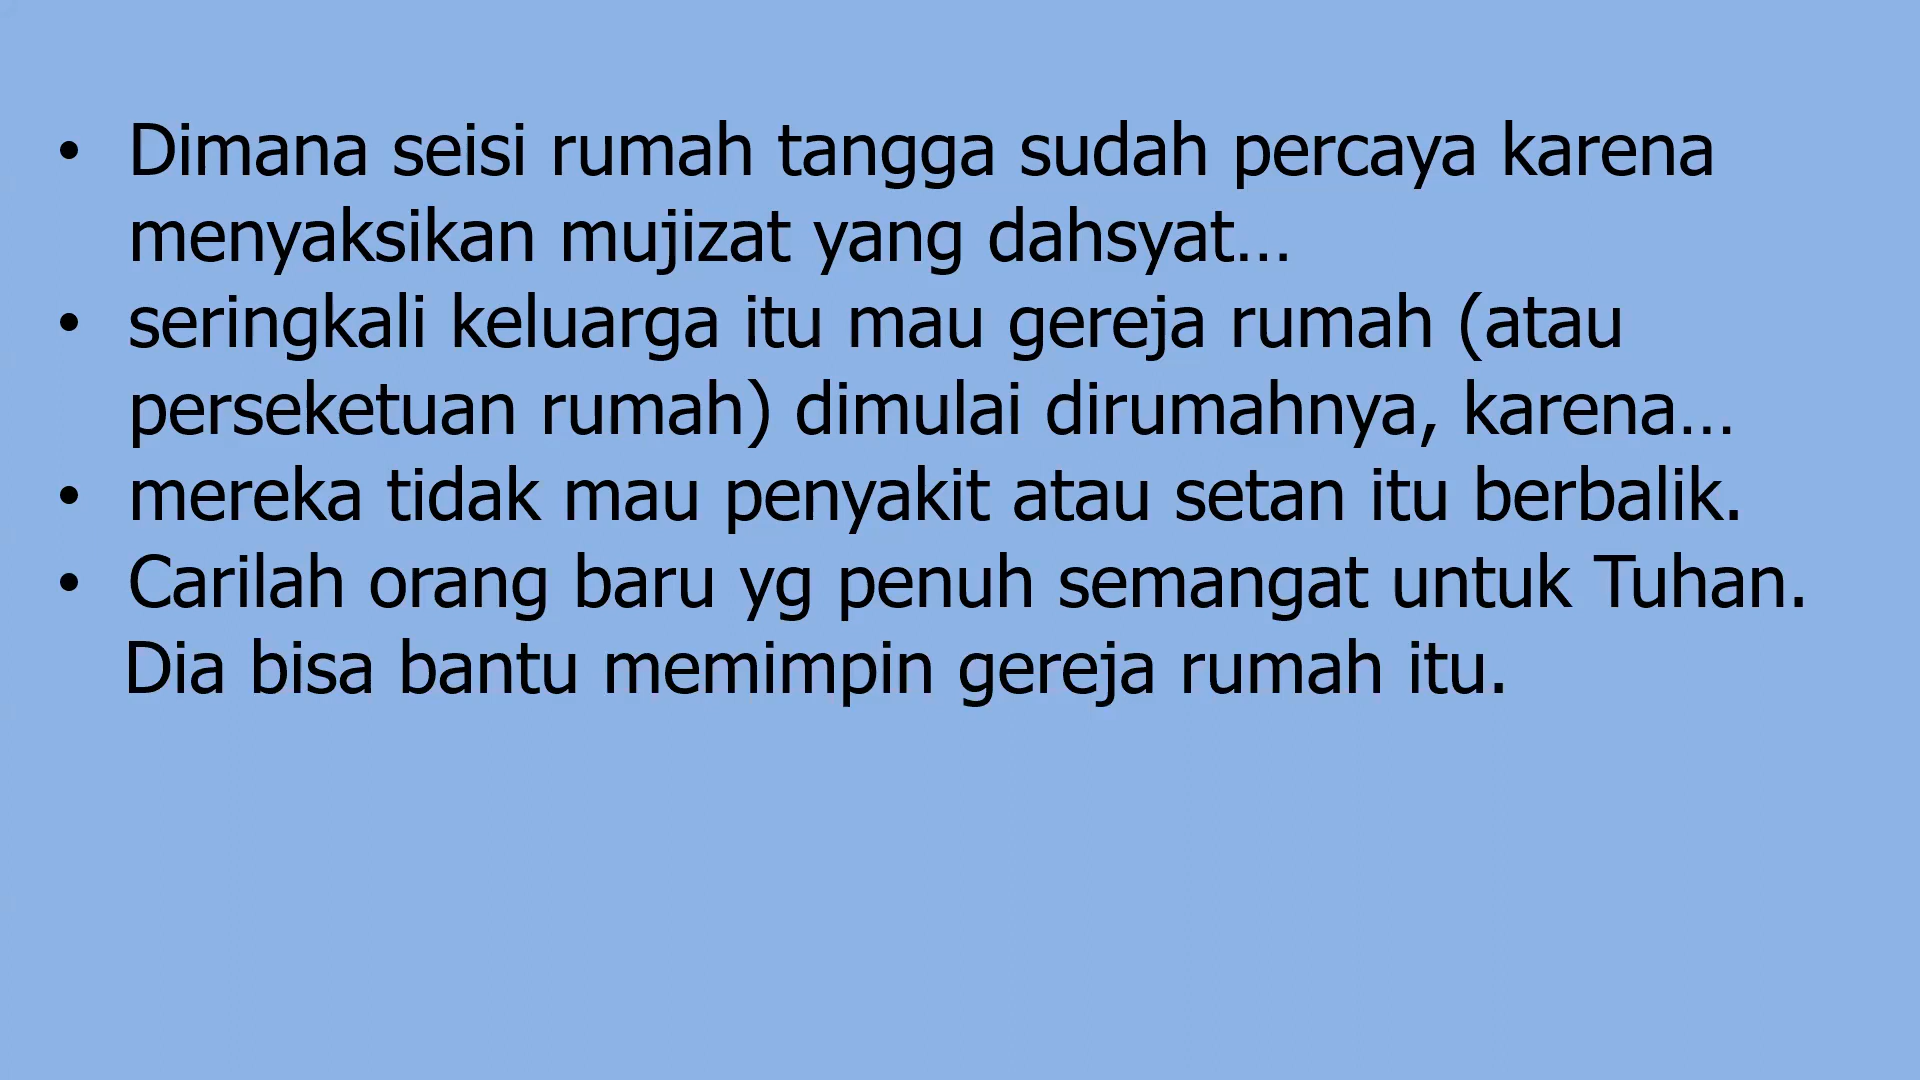 • Dimana seisi rumah tangga sudah percaya karena
menyaksikan mujizat yang dahsyat...
• seringkali keluarga itu mau gereja rumah (atau
perseketuan rumah) dimulai dirumahnya, karena...
• mereka tidak mau penyakit atau setan itu berbalik.
• Carilah orang baru yg penuh semangat untuk Tuhan.
Dia bisa bantu memimpin gereja rumah itu.